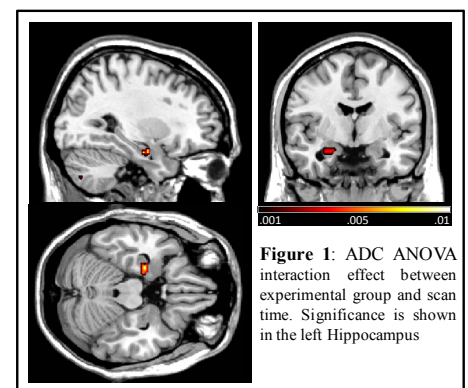 .001 .005 .01
Figure 1: ADC ANOVA
interaction effect between
experimental group and scan
time. Significance is shown
in the left Hippocampus